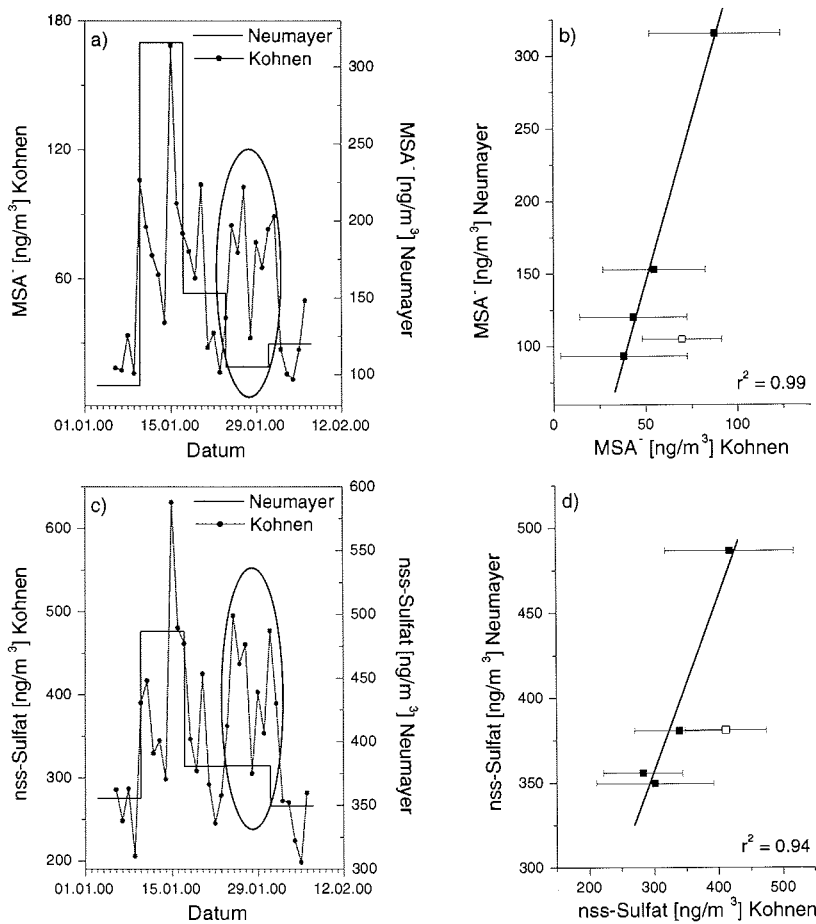 a)
Neumayer
Kohnen
MSA⁻ [ng/m³] Kohnen
180
120
60
MSA⁻ [ng/m³] Neumayer
300
250
200
150
100
01.01.00 15.01.00 29.01.00 12.02.00
Datum
b)
MSA⁻ [ng/m³] Neumayer
300
250
200
150
100
r² = 0.99
0 50 100
MSA⁻ [ng/m³] Kohnen
c)
Neumayer
Kohnen
nss-Sulfat [ng/m³] Kohnen
600
500
400
300
200
nss-Sulfat [ng/m³] Neumayer
600
550
500
450
400
350
300
01.01.00 15.01.00 29.01.00 12.02.00
Datum
d)
nss-Sulfat [ng/m³] Neumayer
500
450
400
350
300
r² = 0.94
200 300 400 500
nss-Sulfat [ng/m³] Kohnen